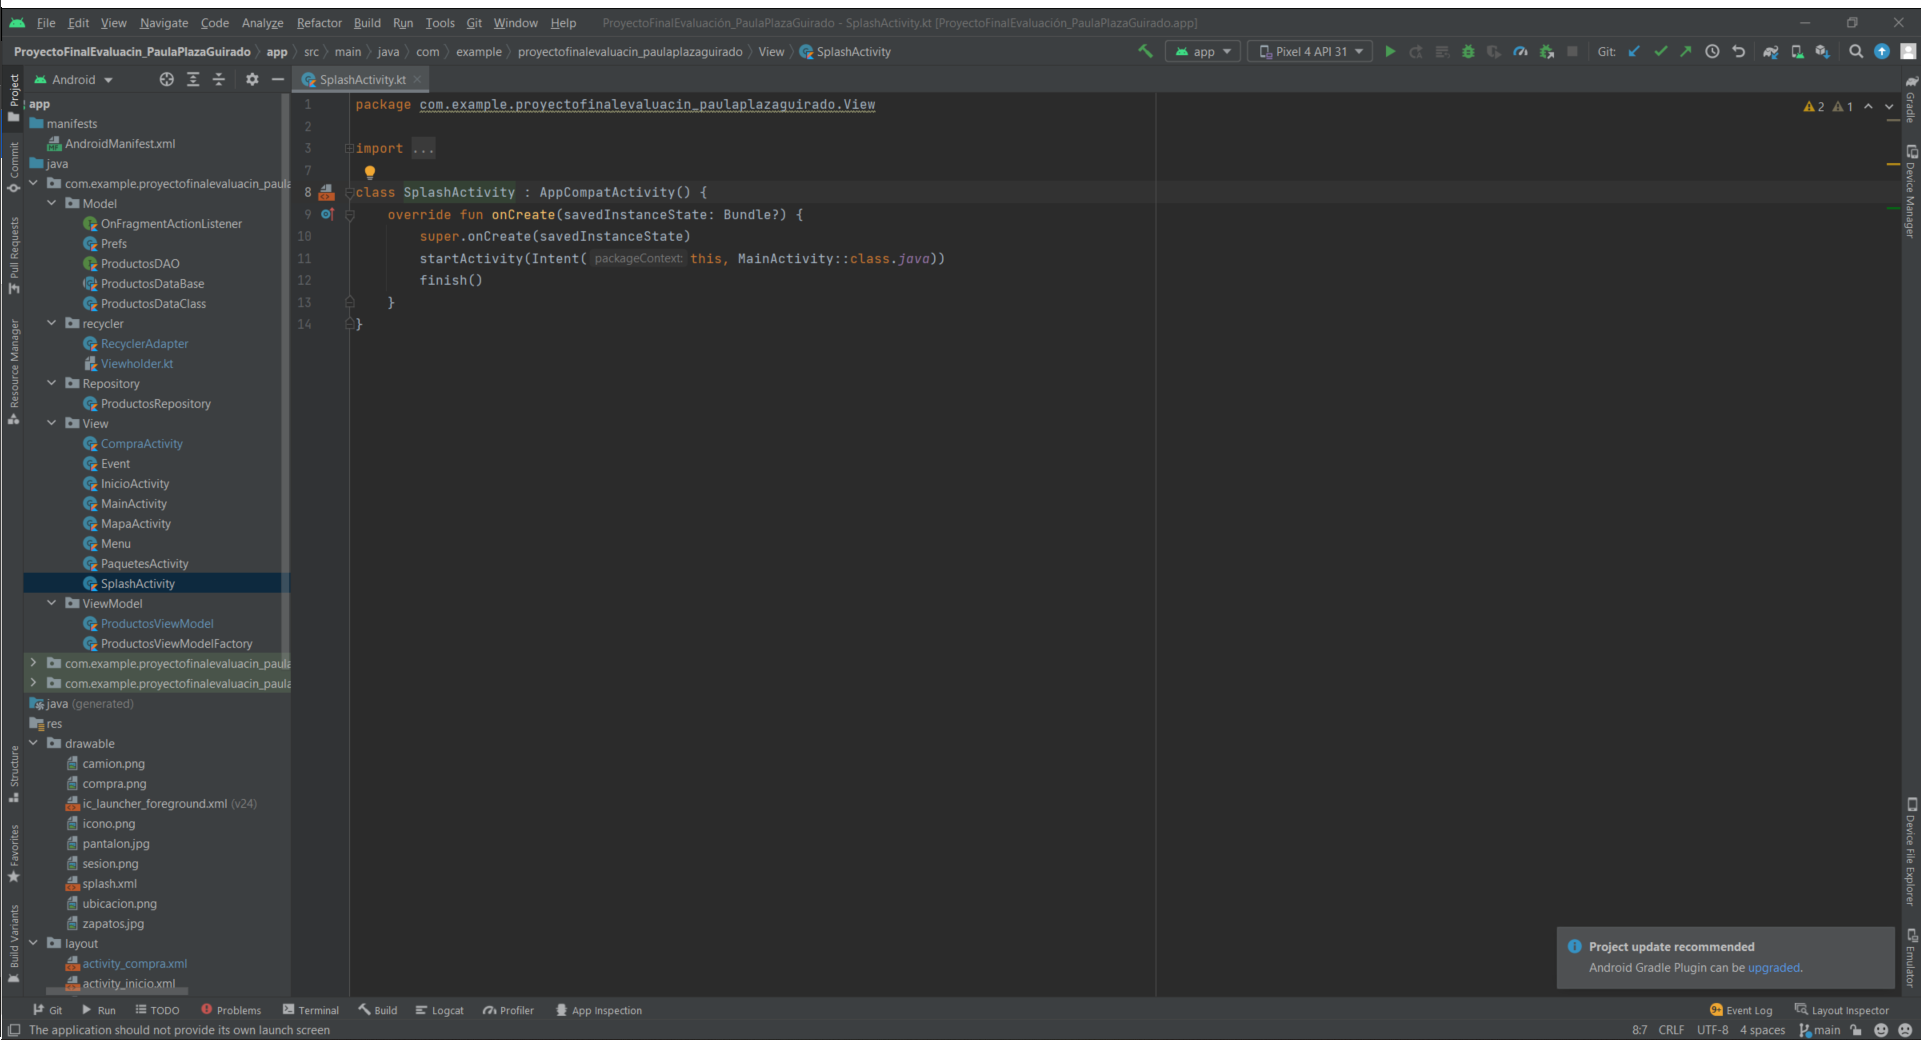 File Edit View Navigate Code Analyze Refactor Build Run Tools Git Window Help ProyectoFinalEvaluación_PaulaPlazaGuirado - SplashActivity.kt [ProyectoFinalEvaluación_PaulaPlazaGuirado.app]
ProyectoFinalEvaluacin_PaulaPlazaGuirado app src main java com example proyectofinalevaluacin_paulaplazaguirado View SplashActivity app Pixel 4 API 31 Git:
Android SplashActivity.kt
app
manifests
AndroidManifest.xml
java
com.example.proyectofinalevaluacin_paula
Model
OnFragmentActionListener
Prefs
ProductosDAO
ProductosDataBase
ProductosDataClass
recycler
RecyclerAdapter
Viewholder.kt
Repository
ProductosRepository
View
CompraActivity
Event
InicioActivity
MainActivity
MapaActivity
Menu
PaquetesActivity
SplashActivity
ViewModel
ProductosViewModel
ProductosViewModelFactory
com.example.proyectofinalevaluacin_paula
com.example.proyectofinalevaluacin_paula
java (generated)
res
drawable
camion.png
compra.png
ic_launcher_foreground.xml (v24)
icono.png
pantalon.jpg
sesion.png
splash.xml
ubicacion.png
zapatos.jpg
layout
activity_compra.xml
activity_inicio.xml
Project
Commit
Pull Requests
Resource Manager
Structure
Favorites
Build Variants
1 package com.example.proyectofinalevaluacin_paulaplazaguirado.View
2
3 import ...
7
8 class SplashActivity : AppCompatActivity() {
9 override fun onCreate(savedInstanceState: Bundle?) {
10 super.onCreate(savedInstanceState)
11 startActivity(Intent( packageContext: this, MainActivity::class.java))
12 finish()
13 }
14 }
2 1
Gradle
Device Manager
Device File Explorer
Emulator
Project update recommended
Android Gradle Plugin can be upgraded.
Git Run TODO Problems Terminal Build Logcat Profiler App Inspection 9+ Event Log Layout Inspector
The application should not provide its own launch screen 8:7 CRLF UTF-8 4 spaces main